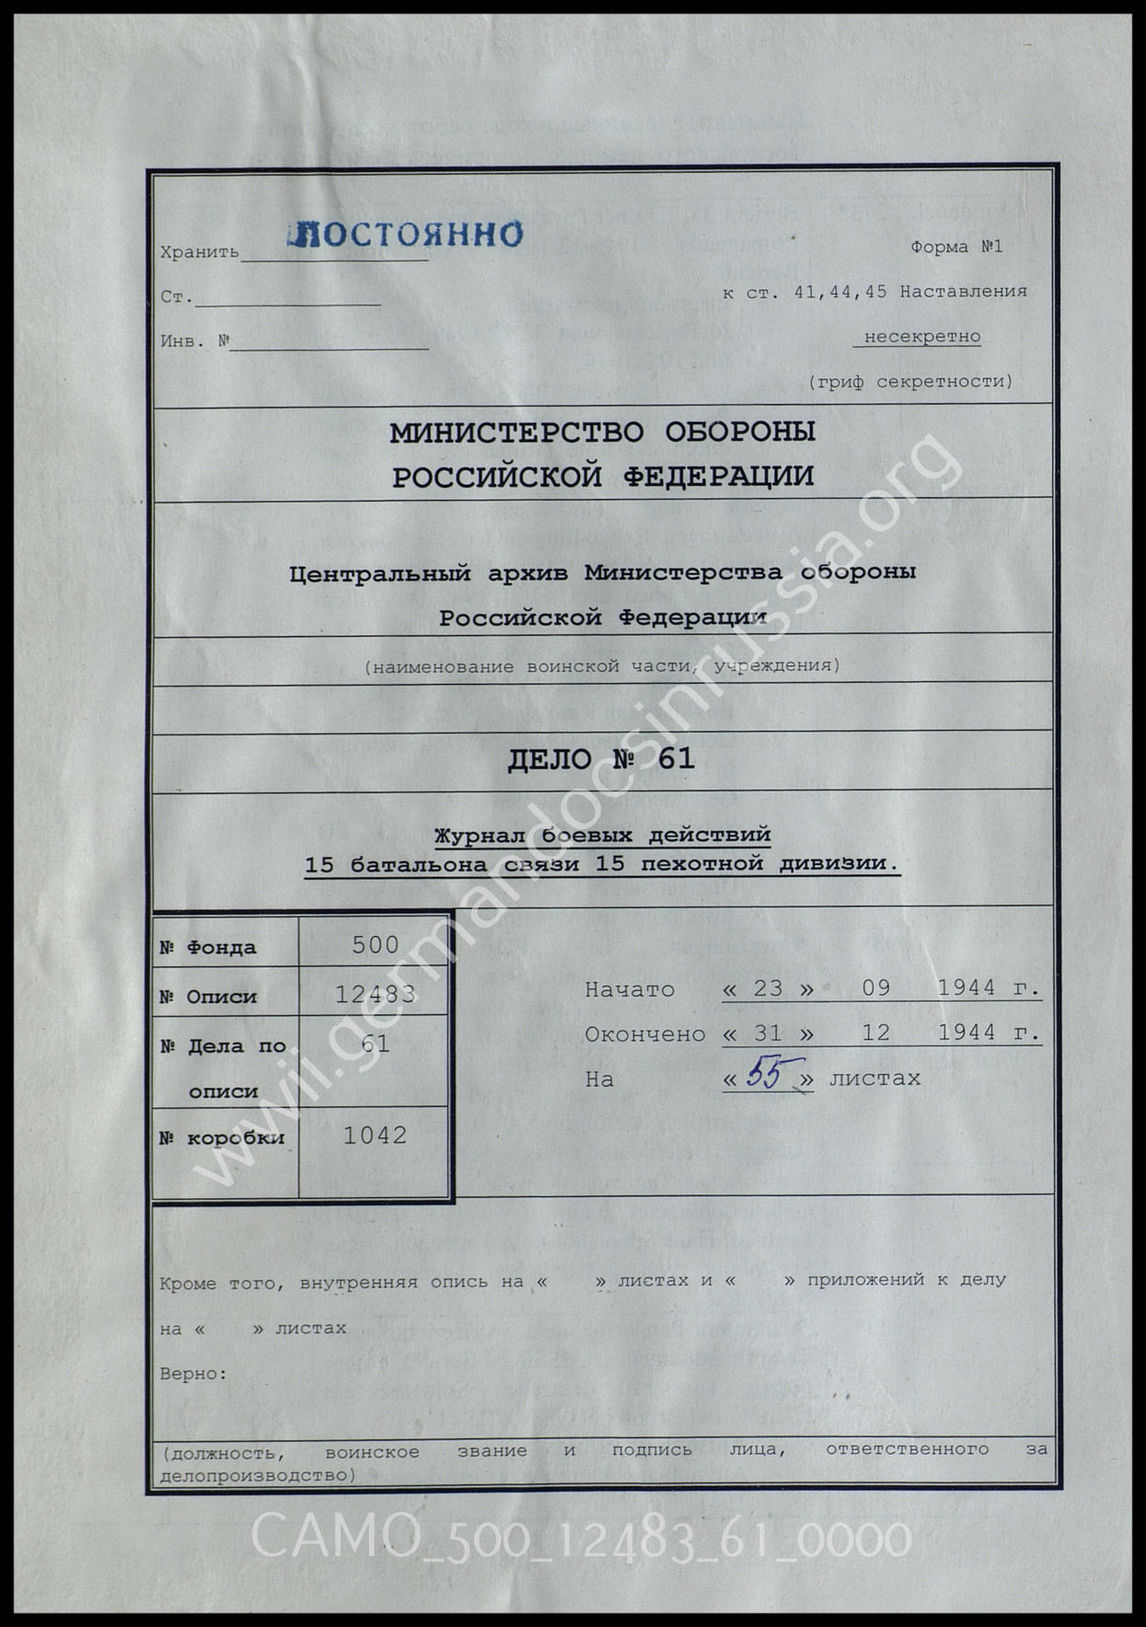 Хранить ПОСТОЯННО
Форма №1
Ст.
к ст. 41,44,45 Наставления
Инв. №
несекретно
(гриф секретности)
МИНИСТЕРСТВО ОБОРОНЫ
РОССИЙСКОЙ ФЕДЕРАЦИИ
Центральный архив Министерства обороны
Российской Федерации
(наименование воинской части, учреждения)
ДЕЛО № 61
Журнал боевых действий
15 батальона связи 15 пехотной дивизии.
№ Фонда 500
№ Описи 12483
№ Дела по 61
описи
№ коробки 1042
Начато « 23 » 09 1944 г.
Окончено « 31 » 12 1944 г.
На « 55 » листах
Кроме того, внутренняя опись на « » листах и « » приложений к делу
на « » листах
Верно:
(должность, воинское звание и подпись лица, ответственного за
делопроизводство)
www.germandocsinrussia.org
CAMO_500_12483_61_0000